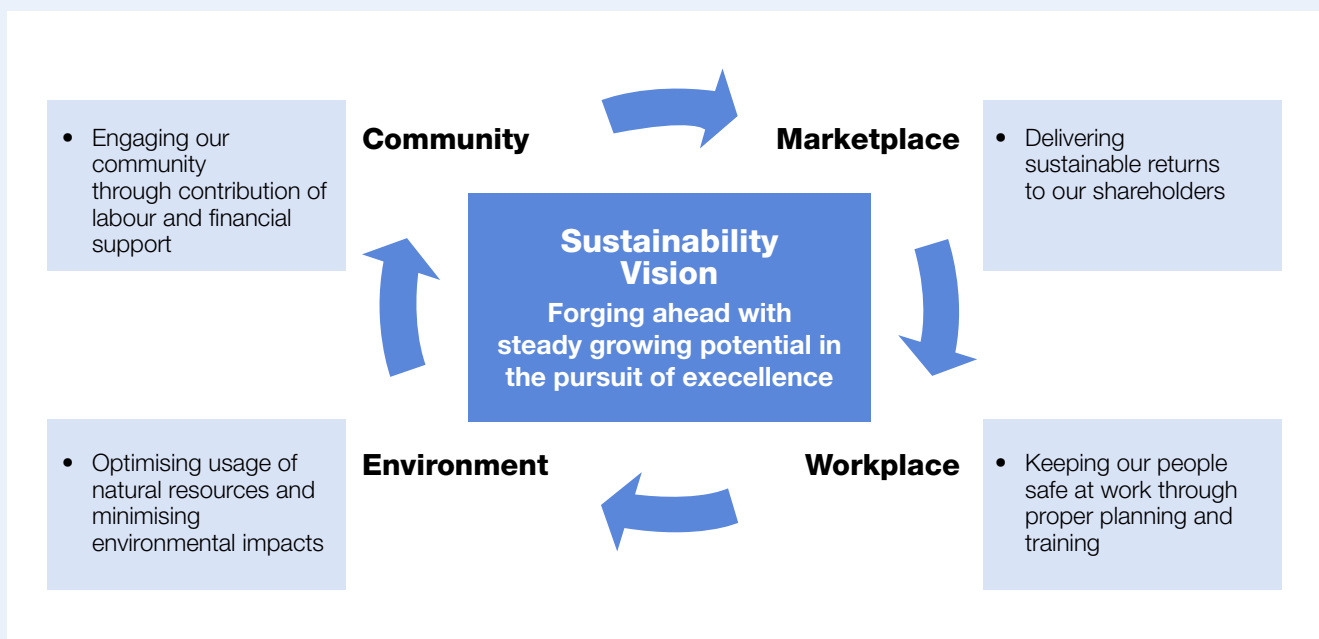 Community
• Engaging our
community
through contribution of
labour and financial
support
Marketplace
• Delivering
sustainable returns
to our shareholders
Sustainability
Vision
Forging ahead with
steady growing potential in
the pursuit of execellence
Environment
• Optimising usage of
natural resources and
minimising
environmental impacts
Workplace
• Keeping our people
safe at work through
proper planning and
training